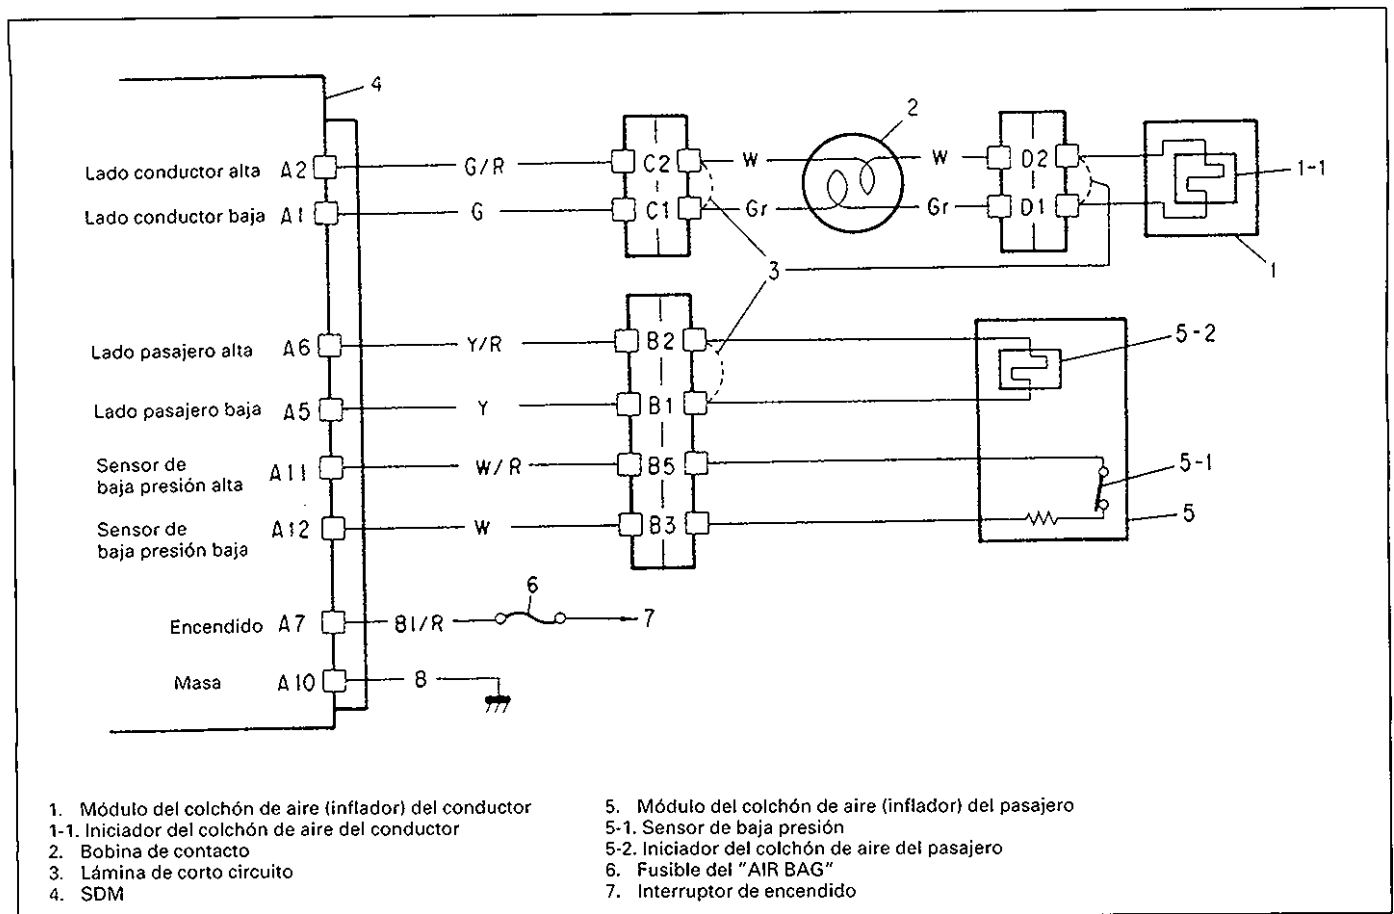 4
2
Lado conductor alta A2 G/R C2 W W D2 1-1
Lado conductor baja A1 G C1 Gr Gr D1
3 1
Lado pasajero alta A6 Y/R B2 5-2
Lado pasajero baja A5 Y B1
Sensor de
baja presión alta A11 W/R B5 5-1
Sensor de
baja presión baja A12 W B3 5
6
Encendido A7 Bl/R 7
Masa A10 B
1. Módulo del colchón de aire (inflador) del conductor
1-1. Iniciador del colchón de aire del conductor
2. Bobina de contacto
3. Lámina de corto circuito
4. SDM
5. Módulo del colchón de aire (inflador) del pasajero
5-1. Sensor de baja presión
5-2. Iniciador del colchón de aire del pasajero
6. Fusible del "AIR BAG"
7. Interruptor de encendido